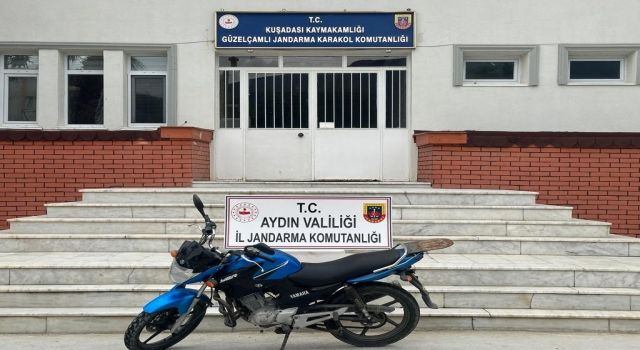 T.C.
KUŞADASI KAYMAKAMLIĞI
GÜZELÇAMLI JANDARMA KARAKOL KOMUTANLIĞI
T.C.
AYDIN VALİLİĞİ
İL JANDARMA KOMUTANLIĞI
YAMAHA